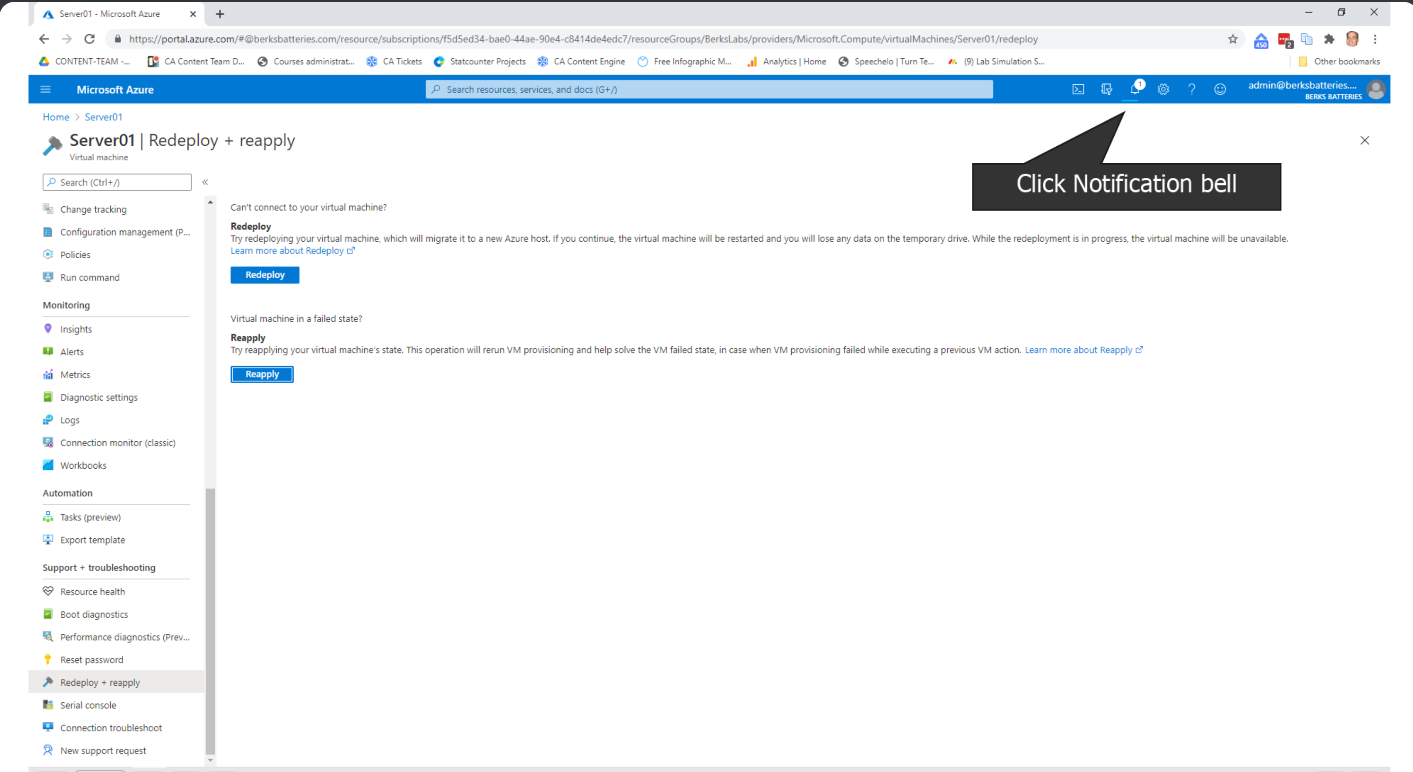 Server01 - Microsoft Azure
https://portal.azure.com/#@berksbatteries.com/resource/subscriptions/f5d5ed34-bae0-44ae-90e4-c8414de4edc7/resourceGroups/BerksLabs/providers/Microsoft.Compute/virtualMachines/Server01/redeploy
450
2
CONTENT-TEAM -... CA Content Team D... Courses administrat... CA Tickets Statcounter Projects CA Content Engine Free Infographic M... Analytics | Home Speechelo | Turn Te... (9) Lab Simulation S... Other bookmarks
Microsoft Azure
Search resources, services, and docs (G+/)
1
admin@berksbatteries....
BERKS BATTERIES
Home > Server01
Server01 | Redeploy + reapply
Virtual machine
Click Notification bell
Search (Ctrl+/)
«
Change tracking
Configuration management (P...
Policies
Run command
Monitoring
Insights
Alerts
Metrics
Diagnostic settings
Logs
Connection monitor (classic)
Workbooks
Automation
Tasks (preview)
Export template
Support + troubleshooting
Resource health
Boot diagnostics
Performance diagnostics (Prev...
Reset password
Redeploy + reapply
Serial console
Connection troubleshoot
New support request
Can't connect to your virtual machine?
Redeploy
Try redeploying your virtual machine, which will migrate it to a new Azure host. If you continue, the virtual machine will be restarted and you will lose any data on the temporary drive. While the redeployment is in progress, the virtual machine will be unavailable.
Learn more about Redeploy
Redeploy
Virtual machine in a failed state?
Reapply
Try reapplying your virtual machine's state. This operation will rerun VM provisioning and help solve the VM failed state, in case when VM provisioning failed while executing a previous VM action. Learn more about Reapply
Reapply